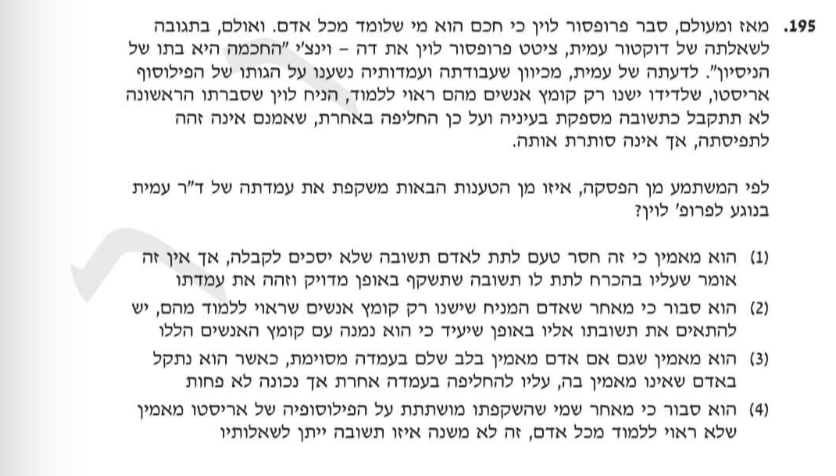 195. מאז ומעולם, סבר פרופסור לוין כי חכם הוא מי שלומד מכל אדם. ואולם, בתגובה
לשאלתה של דוקטור עמית, ציטט פרופסור לוין את דה – וינצ'י "החכמה היא בתו של
הניסיון". לדעתה של עמית, מכיוון שעבודתה ועמדותיה נשענו על הגותו של הפילוסוף
אריסטו, שלדידו ישנו רק קומץ אנשים מהם ראוי ללמוד, הניח לוין שסברתו הראשונה
לא תתקבל כתשובה מספקת בעיניה ועל כן החליפה באחרת, שאמנם אינה זהה
לתפיסתה, אך אינה סותרת אותה.
לפי המשתמע מן הפסקה, איזו מן הטענות הבאות משקפת את עמדתה של ד"ר עמית
בנוגע לפרופ' לוין?
(1) הוא מאמין כי זה חסר טעם לתת לאדם תשובה שלא יסכים לקבלה, אך אין זה
אומר שעליו בהכרח לתת לו תשובה שתשקף באופן מדויק וזהה את עמדתו
(2) הוא סבור כי מאחר שאדם המניח שישנו רק קומץ אנשים שראוי ללמוד מהם, יש
להתאים את תשובתו אליו באופן שיעיד כי הוא נמנה עם קומץ האנשים הללו
(3) הוא מאמין שגם אם אדם מאמין בלב שלם בעמדה מסוימת, כאשר הוא נתקל
באדם שאינו מאמין בה, עליו להחליפה בעמדה אחרת אך נכונה לא פחות
(4) הוא סבור כי מאחר שמי שהשקפתו מושתתת על הפילוסופיה של אריסטו מאמין
שלא ראוי ללמוד מכל אדם, זה לא משנה איזו תשובה ייתן לשאלותיו